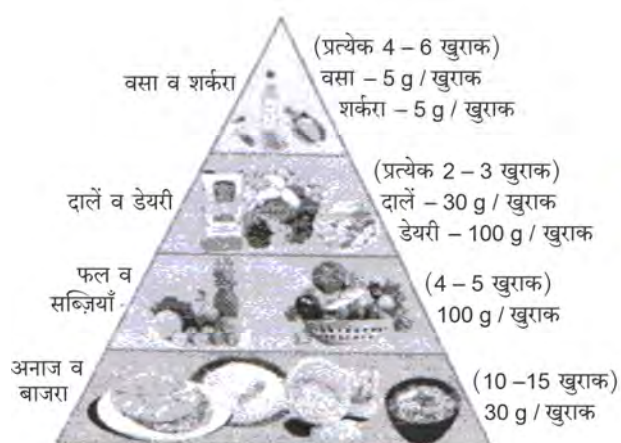 वसा व शर्करा
(प्रत्येक 4 – 6 खुराक)
वसा – 5 g / खुराक
शर्करा – 5 g / खुराक
दालें व डेयरी
(प्रत्येक 2 – 3 खुराक)
दालें – 30 g / खुराक
डेयरी – 100 g / खुराक
फल व
सब्ज़ियाँ
(4 – 5 खुराक)
100 g / खुराक
अनाज व
बाजरा
(10 –15 खुराक)
30 g / खुराक